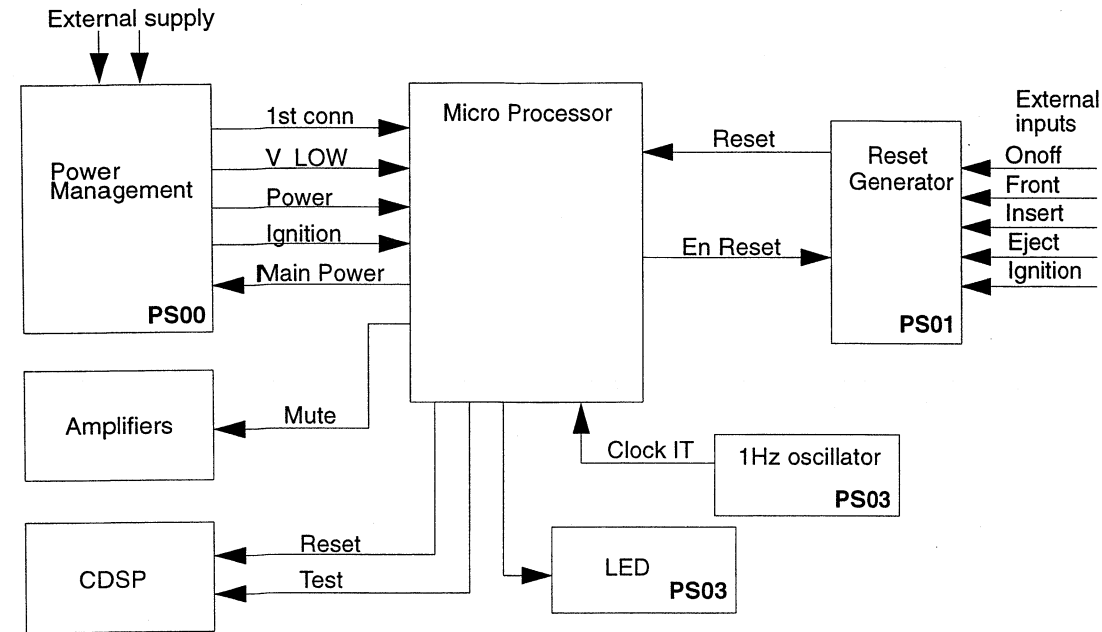 External supply
Power
Management
PS00
1st conn
V_LOW
Power
Ignition
Main Power
Micro Processor
Reset
En Reset
Reset
Generator
PS01
External
inputs
Onoff
Front
Insert
Eject
Ignition
Amplifiers
Mute
Clock IT
1Hz oscillator
PS03
CDSP
Reset
Test
LED
PS03